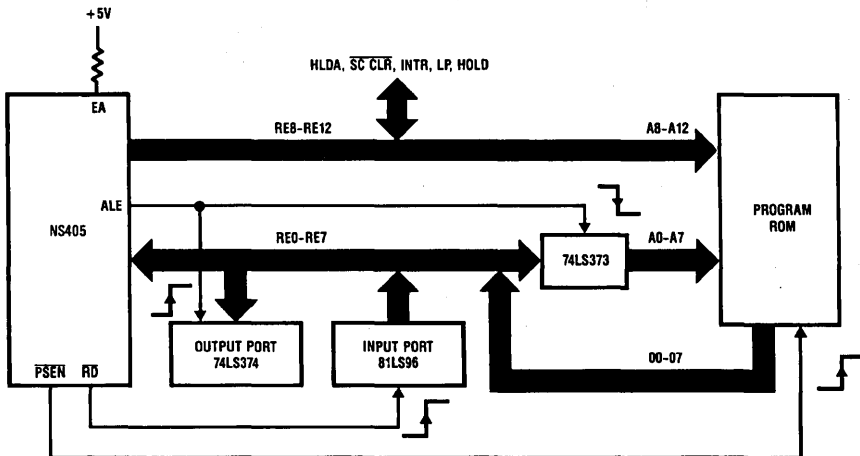 +5V
HLDA, SC CLR, INTR, LP, HOLD
EA
RE8-RE12
A8-A12
ALE
NS405
PROGRAM
ROM
RE0-RE7
A0-A7
74LS373
OUTPUT PORT
74LS374
INPUT PORT
81LS96
00-07
PSEN
RD